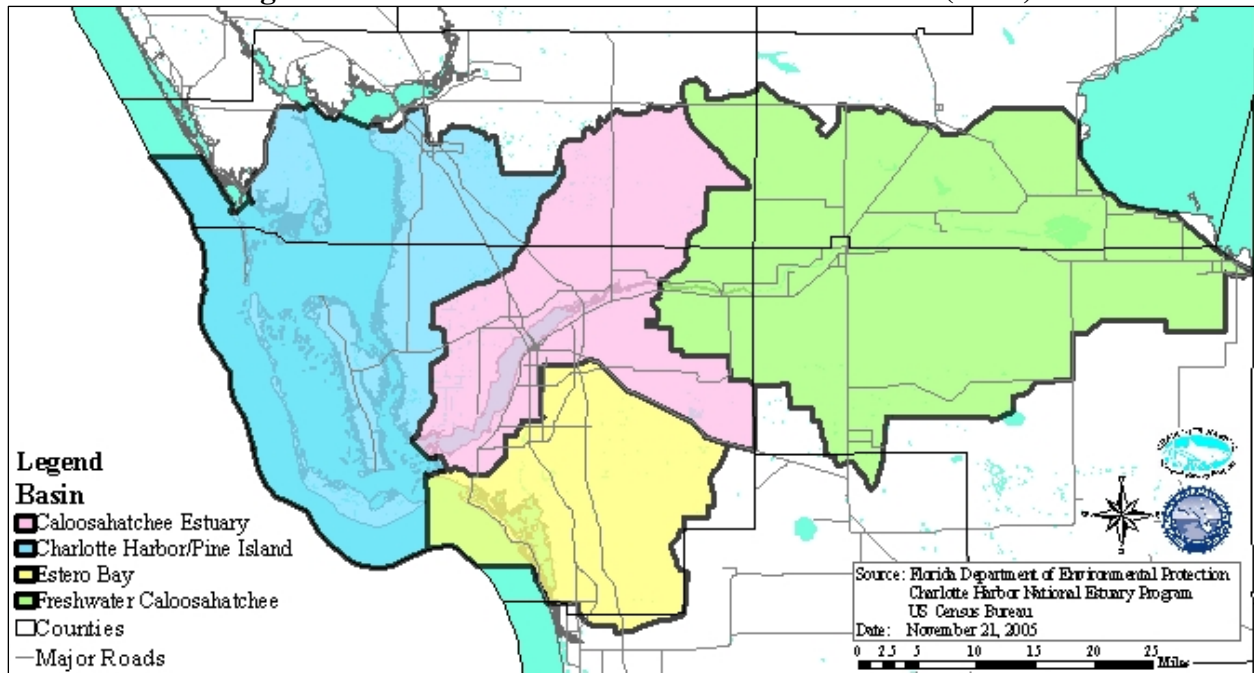 Legend
Basin
Caloosahatchee Estuary
Charlotte Harbor/Pine Island
Estero Bay
Freshwater Caloosahatchee
Counties
Major Roads
Source: Florida Department of Environmental Protection
Charlotte Harbor National Estuary Program
US Census Bureau
Date: November 21, 2005
0 2.5 5 10 15 20 25
Miles